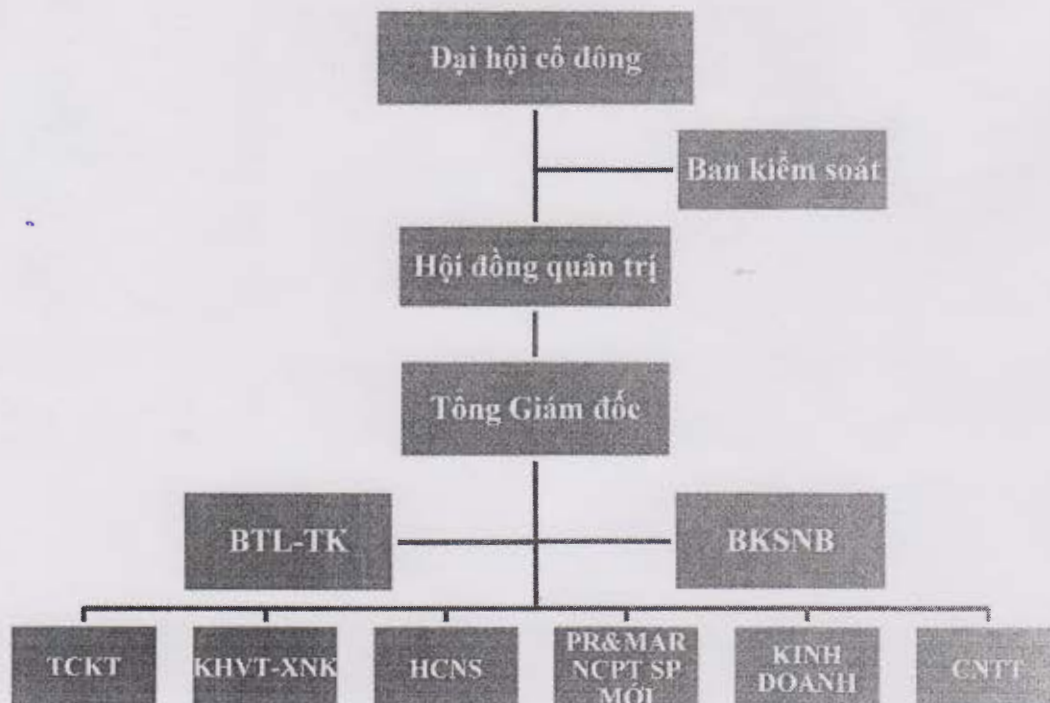 Đại hội cổ đông
Ban kiểm soát
Hội đồng quản trị
Tổng Giám đốc
BTL-TK
BKSNB
TCKT
KHVT-XNK
HCNS
PR&MAR
NCPT SP
MỚI
KINH
DOANH
CNTT